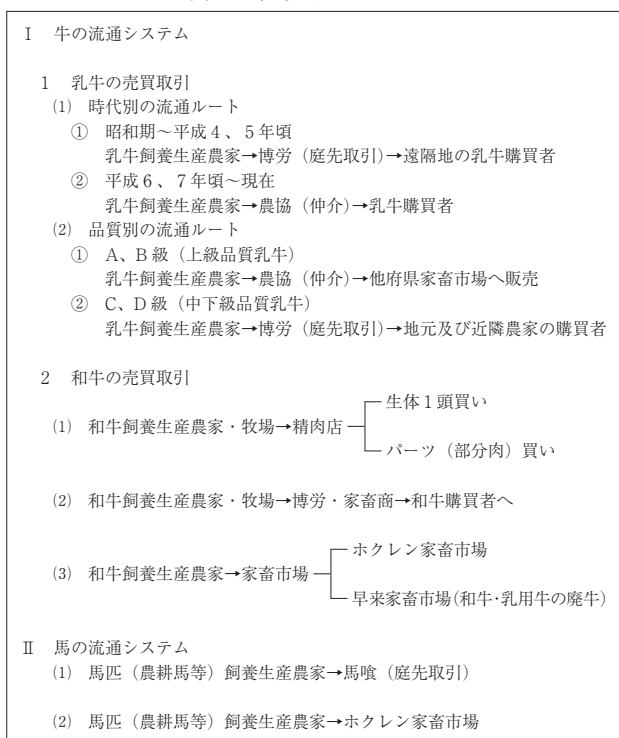 Ⅰ 牛の流通システム
1 乳牛の売買取引
⑴ 時代別の流通ルート
① 昭和期~平成4、5年頃
乳牛飼養生産農家→博労(庭先取引)→遠隔地の乳牛購買者
② 平成6、7年頃~現在
乳牛飼養生産農家→農協(仲介)→乳牛購買者
⑵ 品質別の流通ルート
① A、B級(上級品質乳牛)
乳牛飼養生産農家→農協(仲介)→他府県家畜市場へ販売
② C、D級(中下級品質乳牛)
乳牛飼養生産農家→博労(庭先取引)→地元及び近隣農家の購買者
2 和牛の売買取引
生体1頭買い
⑴ 和牛飼養生産農家・牧場→精肉店
パーツ(部分肉)買い
⑵ 和牛飼養生産農家・牧場→博労・家畜商→和牛購買者へ
ホクレン家畜市場
⑶ 和牛飼養生産農家→家畜市場
早来家畜市場(和牛・乳用牛の廃牛)
Ⅱ 馬の流通システム
⑴ 馬匹(農耕馬等)飼養生産農家→馬喰(庭先取引)
⑵ 馬匹(農耕馬等)飼養生産農家→ホクレン家畜市場